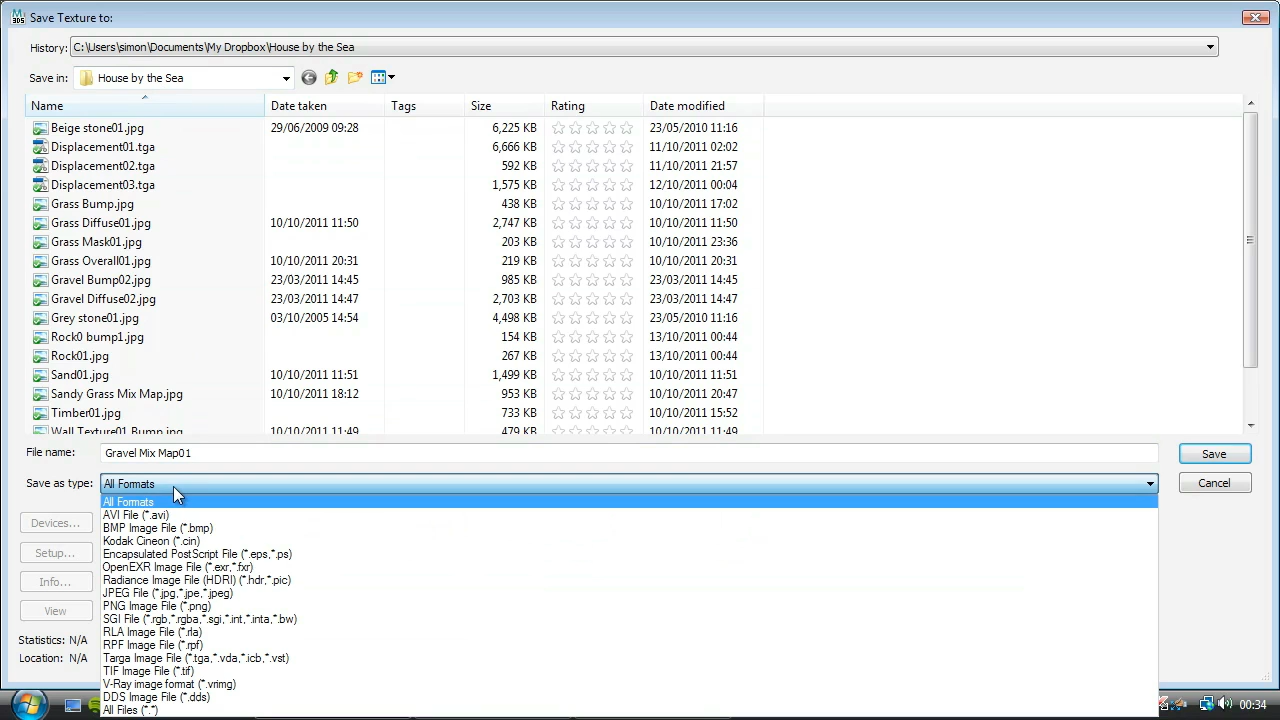 Save Texture to:
History: C:\Users\simon\Documents\My Dropbox\House by the Sea
Save in: House by the Sea
Name Date taken Tags Size Rating Date modified
Beige stone01.jpg 29/06/2009 09:28 6,225 KB 23/05/2010 11:16
Displacement01.tga 6,666 KB 11/10/2011 02:02
Displacement02.tga 592 KB 11/10/2011 21:57
Displacement03.tga 1,575 KB 12/10/2011 00:04
Grass Bump.jpg 438 KB 10/10/2011 17:02
Grass Diffuse01.jpg 10/10/2011 11:50 2,747 KB 10/10/2011 11:50
Grass Mask01.jpg 203 KB 10/10/2011 23:36
Grass Overall01.jpg 10/10/2011 20:31 219 KB 10/10/2011 20:31
Gravel Bump02.jpg 23/03/2011 14:45 985 KB 23/03/2011 14:45
Gravel Diffuse02.jpg 23/03/2011 14:47 2,703 KB 23/03/2011 14:47
Grey stone01.jpg 03/10/2005 14:54 4,498 KB 23/05/2010 11:16
Rock0 bump1.jpg 154 KB 13/10/2011 00:44
Rock01.jpg 267 KB 13/10/2011 00:44
Sand01.jpg 10/10/2011 11:51 1,499 KB 10/10/2011 11:51
Sandy Grass Mix Map.jpg 10/10/2011 18:12 953 KB 10/10/2011 20:47
Timber01.jpg 733 KB 10/10/2011 15:52
Wall Texture01 Bump.jpg 10/10/2011 11:49 479 KB 10/10/2011 11:49
File name: Gravel Mix Map01 Save
Save as type: All Formats Cancel
All Formats
AVI File (*.avi)
Devices... BMP Image File (*.bmp)
Kodak Cineon (*.cin)
Setup... Encapsulated PostScript File (*.eps,*.ps)
OpenEXR Image File (*.exr,*.fxr)
Info... Radiance Image File (HDRI) (*.hdr,*.pic)
JPEG File (*.jpg,*.jpe,*.jpeg)
View PNG Image File (*.png)
SGI File (*.rgb,*.rgba,*.sgi,*.int,*.inta,*.bw)
RLA Image File (*.rla)
Statistics: N/A RPF Image File (*.rpf)
Location: N/A Targa Image File (*.tga,*.vda,*.icb,*.vst)
TIF Image File (*.tif)
V-Ray image format (*.vrimg)
DDS Image File (*.dds)
All Files (*.*)
00:34